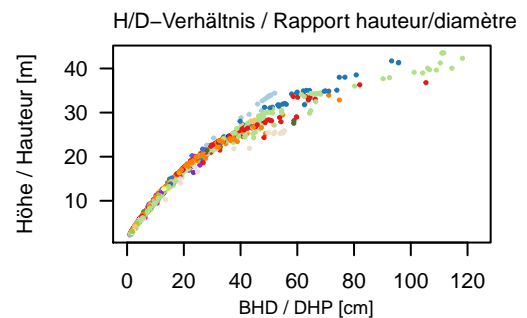 H/D−Verhältnis / Rapport hauteur/diamètre
Höhe / Hauteur [m]
40
30
20
10
0 20 40 60 80 100 120
BHD / DHP [cm]